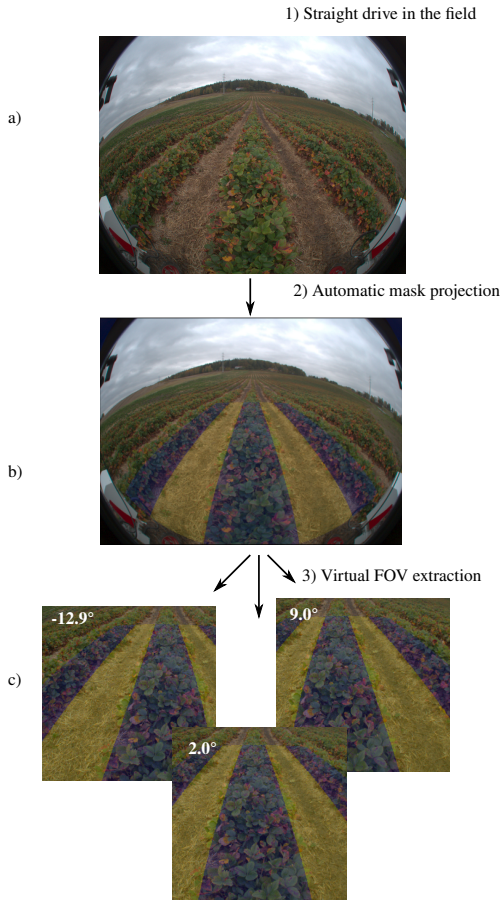 1) Straight drive in the field
a)
2) Automatic mask projection
b)
3) Virtual FOV extraction
-12.9°
9.0°
c)
2.0°